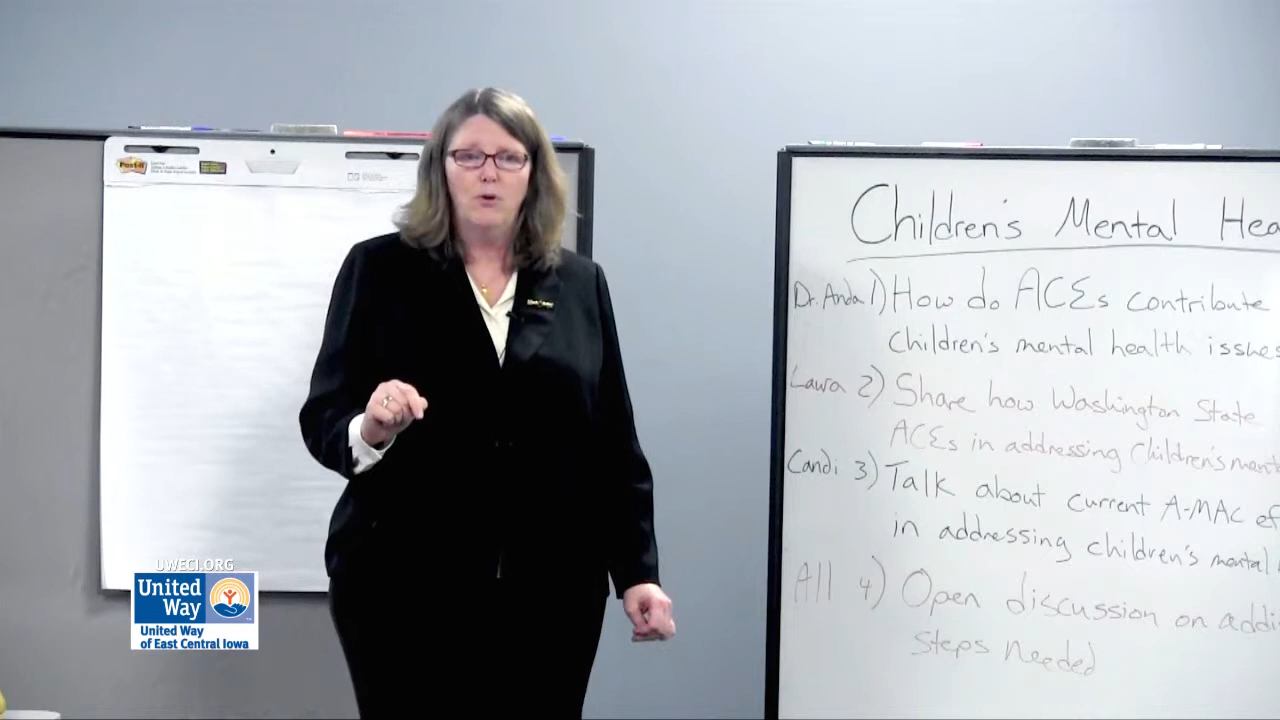 Post-it
Children's Mental Hea
Dr. Anda 1) How do ACEs contribute
children's mental health issues
Laura 2) Share how Washington State
ACEs in addressing children's ment
Candi 3) Talk about current A-MAC ef
in addressing children's mental
All 4) Open discussion on addi
steps needed
UWECI.ORG
United
Way
United Way
of East Central Iowa